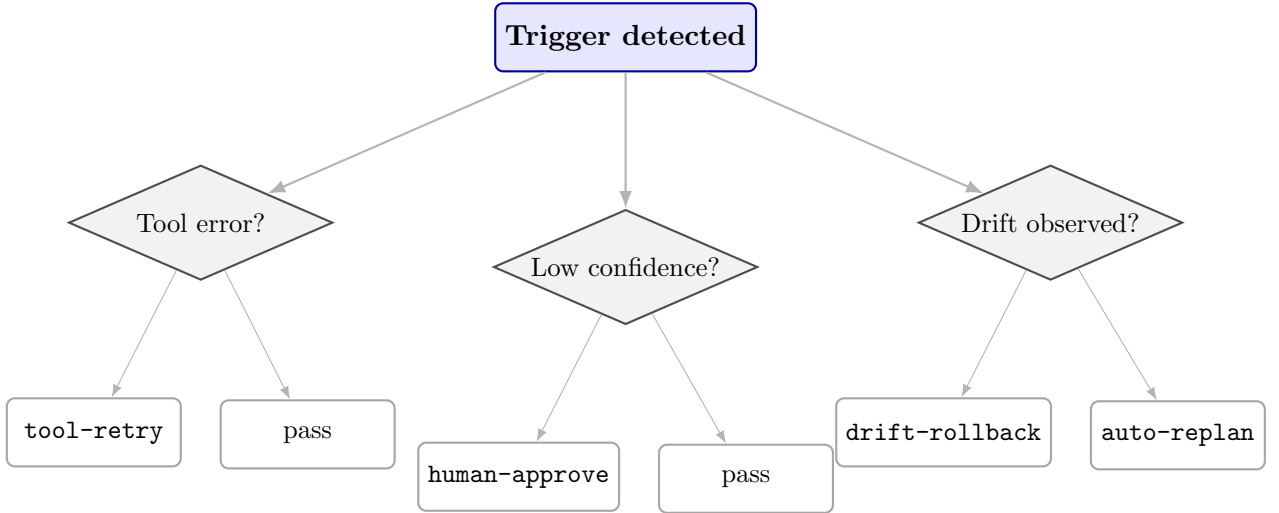 Trigger detected
Tool error?
Low confidence?
Drift observed?
tool-retry
pass
human-approve
pass
drift-rollback
auto-replan